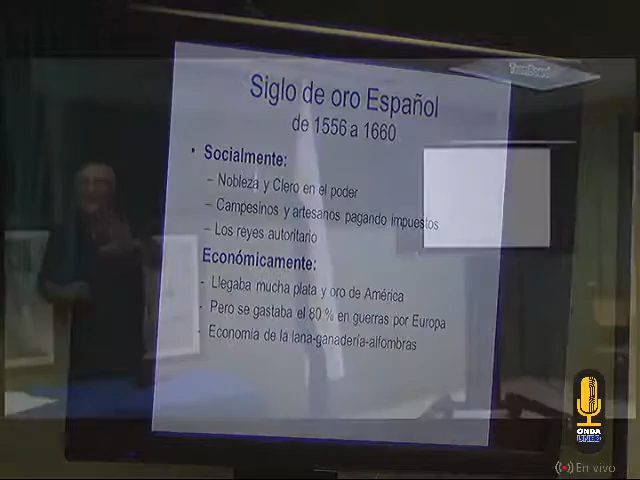 Siglo de oro Español
de 1556 a 1660
• Socialmente:
– Nobleza y Clero en el poder
– Campesinos y artesanos pagando impuestos
– Los reyes autoritario
Económicamente:
- Llegaba mucha plata y oro de América
- Pero se gastaba el 80 % en guerras por Europa
- Economía de la lana-ganadería-alfombras
ONDA
UNED
En vivo